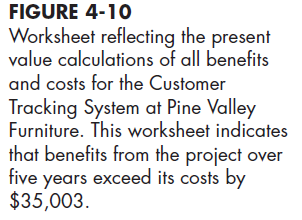 FIGURE 4-10
Worksheet reflecting the present
value calculations of all benefits
and costs for the Customer
Tracking System at Pine Valley
Furniture. This worksheet indicates
that benefits from the project over
five years exceed its costs by
$35,003.